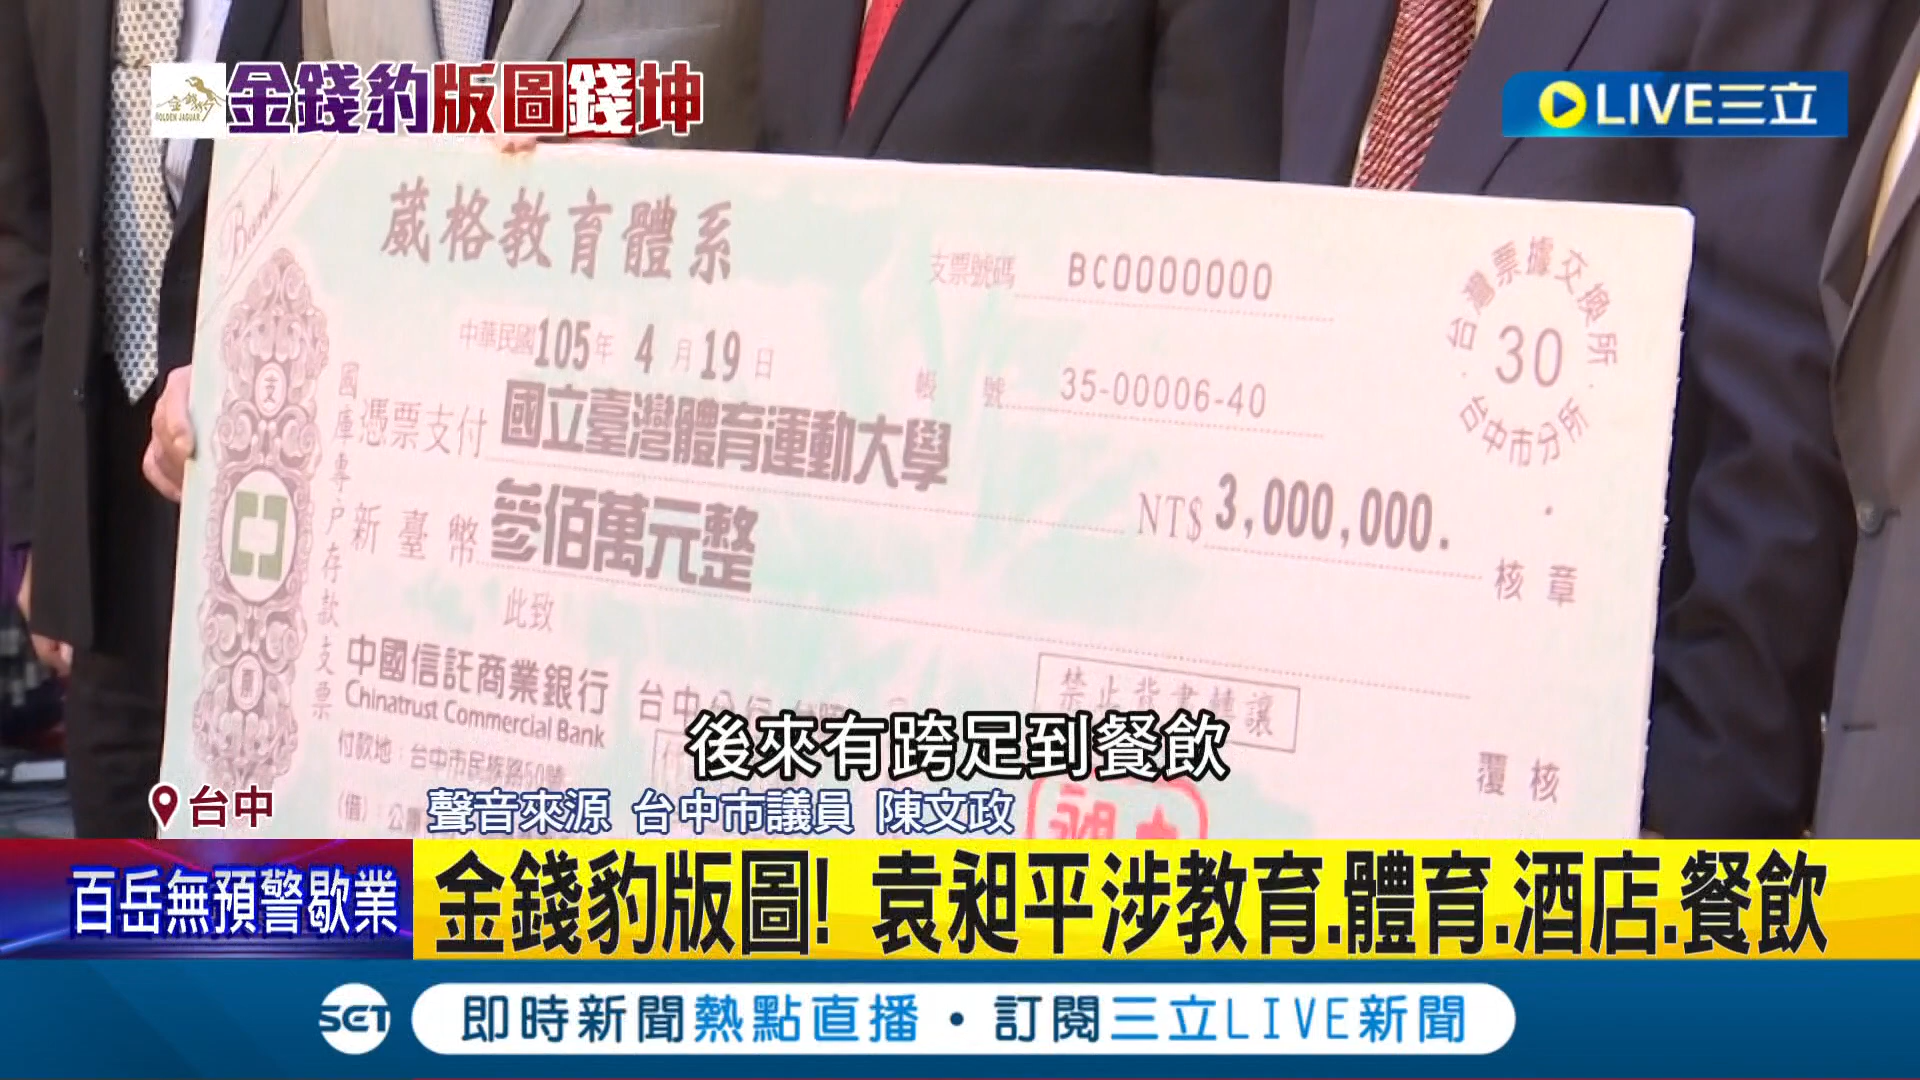 金錢豹版圖錢坤
金錢豹
GOLDEN JAGUAR
LIVE三立
Bank
葳格教育體系
支票號碼 BC0000000
台灣票據交換所
30
台中市分所
中華民國105年 4月19日
帳號 35-00006-40
國庫專戶存款支票
支
票
憑票支付 國立臺灣體育運動大學
新臺幣 參佰萬元整
NT$ 3,000,000.
核章
此致
中國信託商業銀行
Chinatrust Commercial Bank
禁止背書轉讓
付款地:台中市民族路50號
覆核
後來有跨足到餐飲
台中
聲音來源 台中市議員 陳文政
百岳無預警歇業
金錢豹版圖! 袁昶平涉教育.體育.酒店.餐飲
SET
即時新聞熱點直播・訂閱三立LIVE新聞